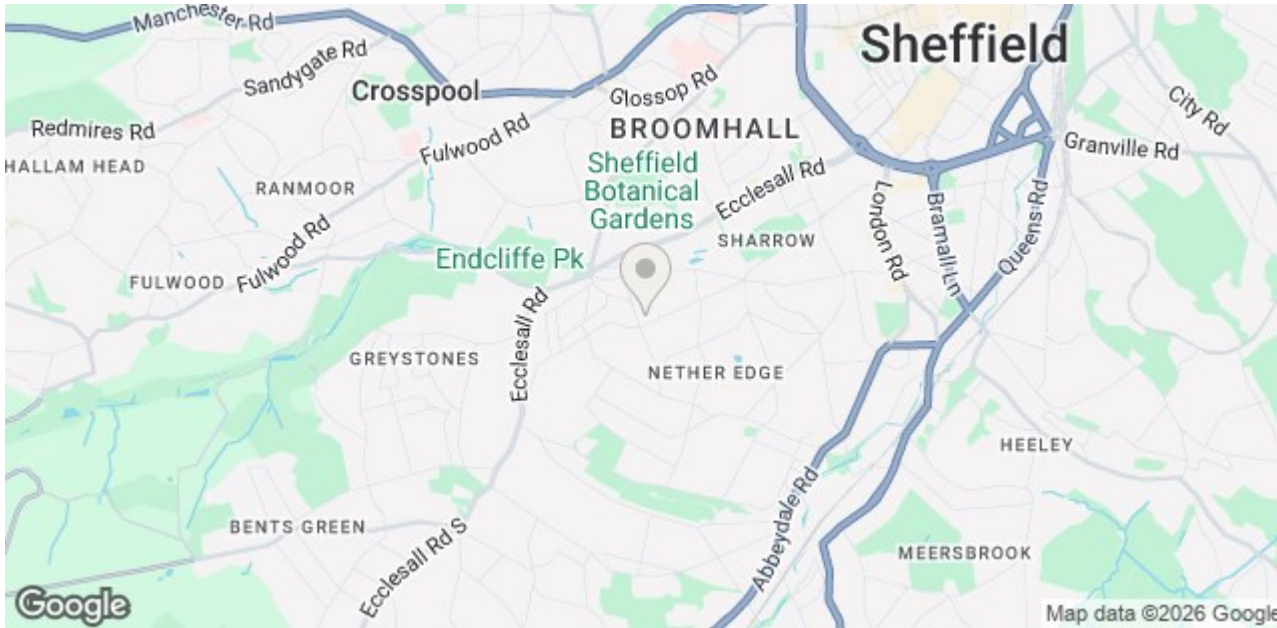 Manchester Rd
Sheffield
Sandygate Rd
Crosspool
Glossop Rd
City Rd
Redmires Rd
Fulwood Rd
BROOMHALL
Granville Rd
HALLAM HEAD
RANMOOR
Sheffield
Botanical
Gardens
Ecclesall Rd
London Rd
Bramall Ln
Queens Rd
SHARROW
Fulwood Rd
Endcliffe Pk
FULWOOD
Ecclesall Rd
GREYSTONES
NETHER EDGE
HEELEY
Abbeydale Rd
BENTS GREEN
Ecclesall Rd S
MEERSBROOK
Google
Map data ©2026 Google